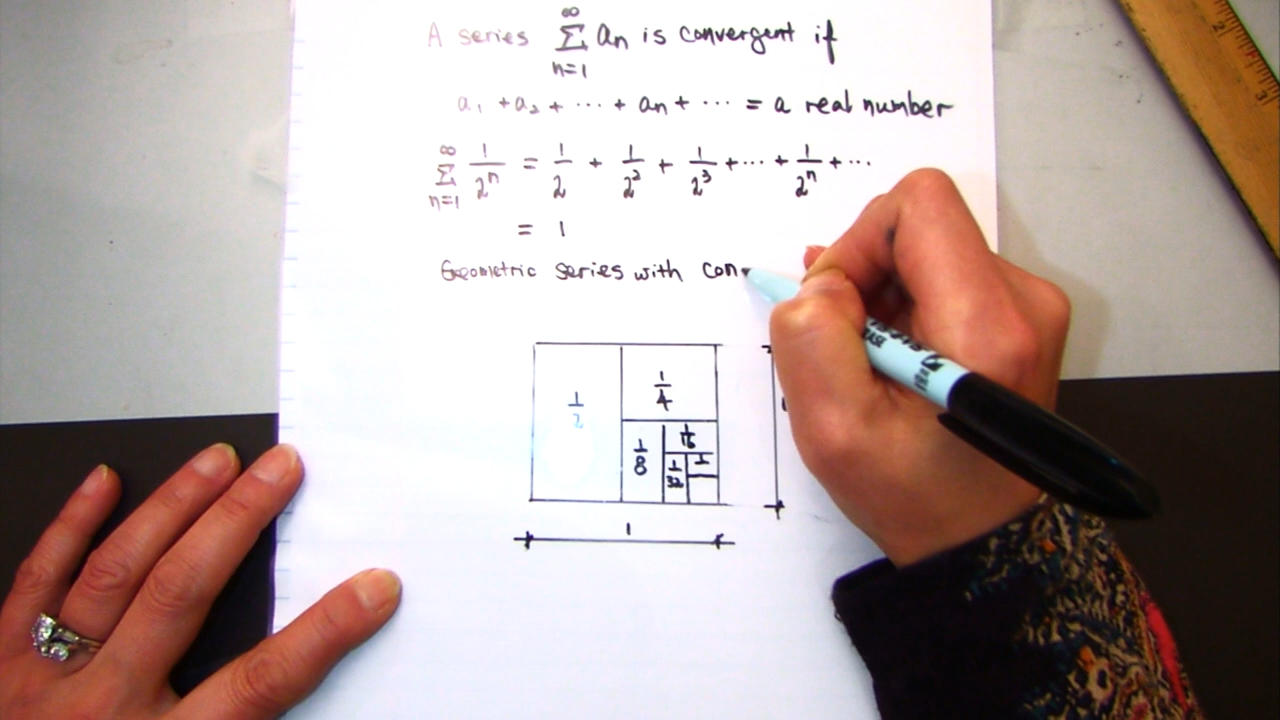 A series ∞∑n=1 an is convergent if
a1 + a2 + ... + an + ... = a real number
∞∑n=1 1/2^n = 1/2 + 1/2^2 + 1/2^3 + ... + 1/2^n + ...
= 1
Geometric series with con
1/2
1/4
1/8
1/16
1/32
1
2
3